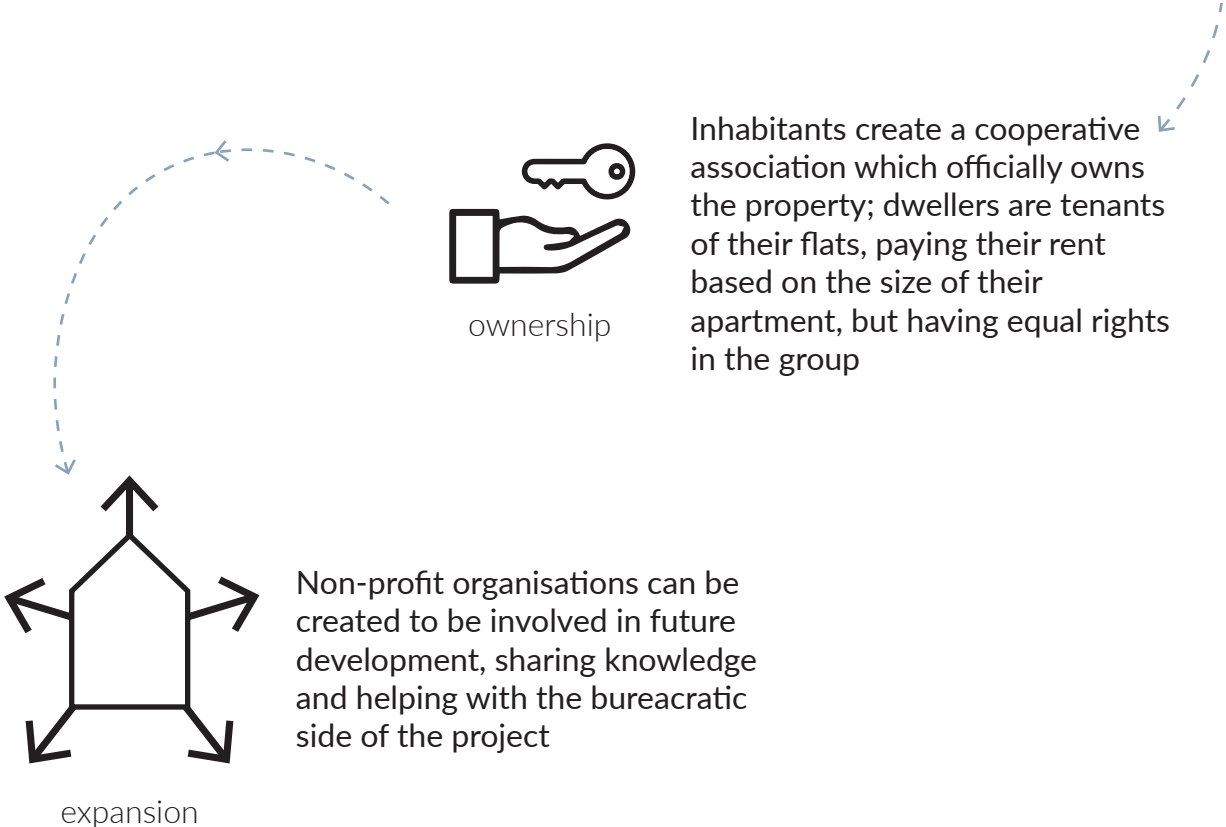 Inhabitants create a cooperative
association which officially owns
the property; dwellers are tenants
of their flats, paying their rent
based on the size of their
apartment, but having equal rights
in the group
ownership
Non-profit organisations can be
created to be involved in future
development, sharing knowledge
and helping with the bureacratic
side of the project
expansion